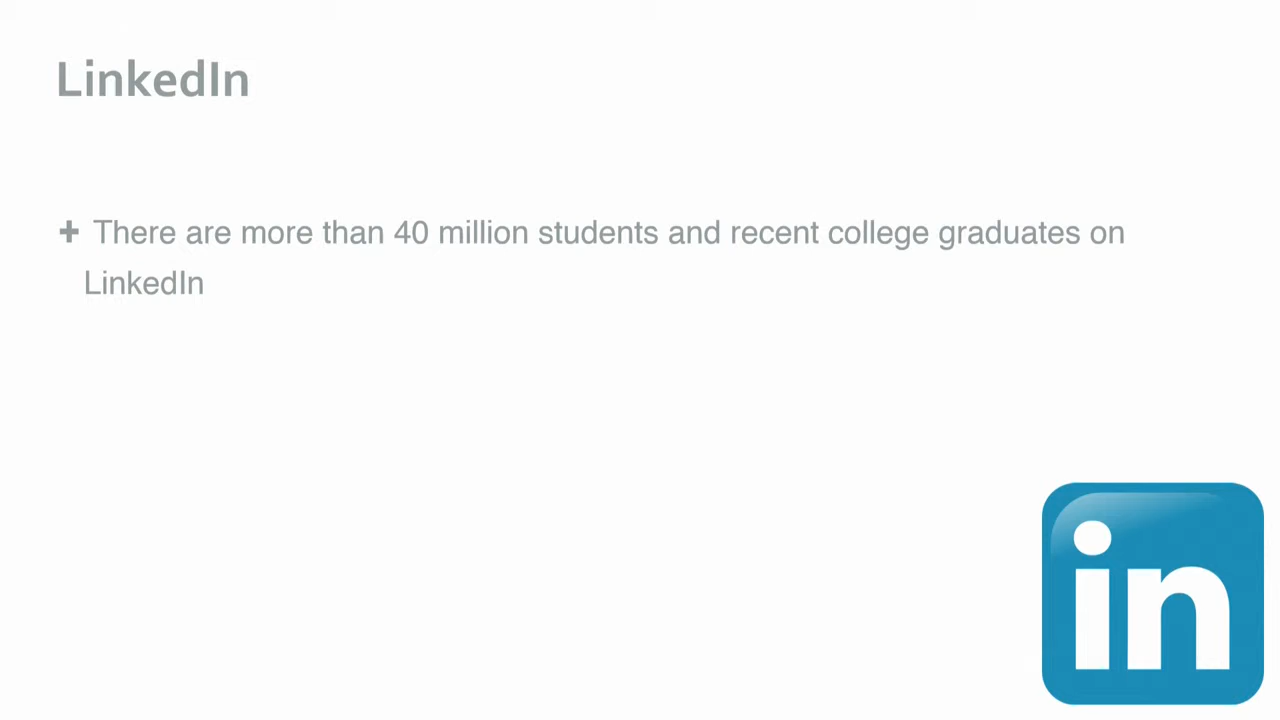 LinkedIn
+ There are more than 40 million students and recent college graduates on
LinkedIn
in